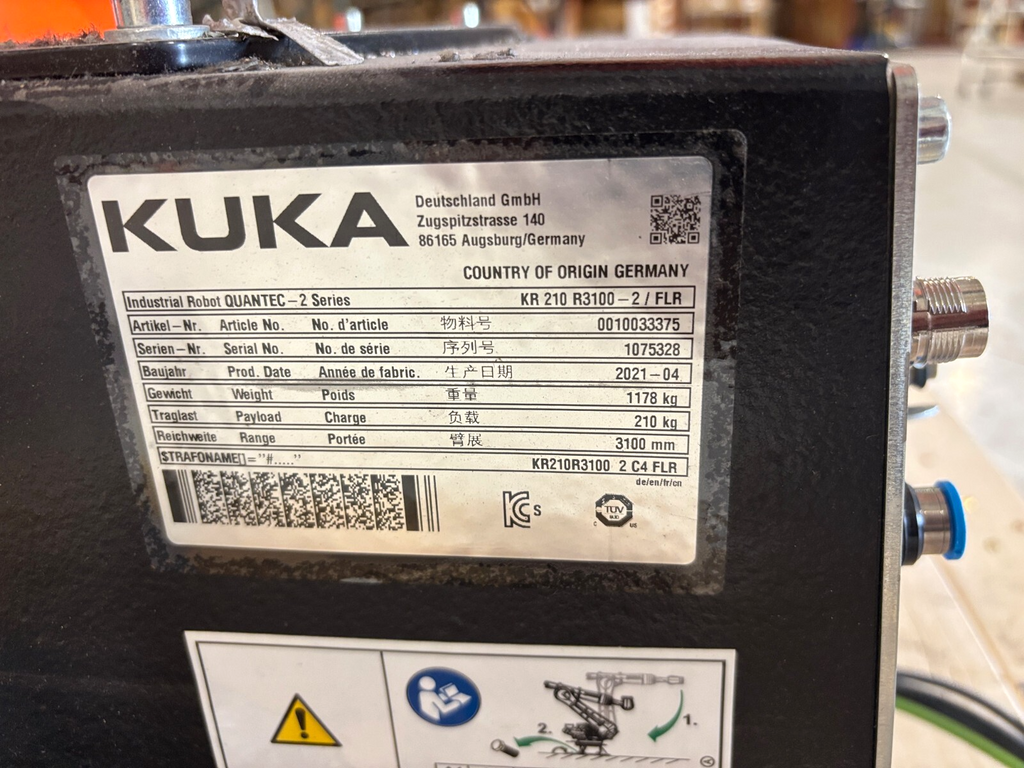 KUKA
Deutschland GmbH
Zugspitzstrasse 140
86165 Augsburg/Germany
COUNTRY OF ORIGIN GERMANY
Industrial Robot QUANTEC-2 Series KR 210 R3100-2 / FLR
Artikel-Nr. Article No. No. d'article 物料号 0010033375
Serien-Nr. Serial No. No. de série 序列号 1075328
Baujahr Prod. Date Année de fabric. 生产日期 2021-04
Gewicht Weight Poids 重量 1178 kg
Traglast Payload Charge 负载 210 kg
Reichweite Range Portée 臂展 3100 mm
$TRAFONAME[]="#....." KR210R3100 2 C4 FLR
de/en/fr/cn
S
TÜV
C US
1.
2.